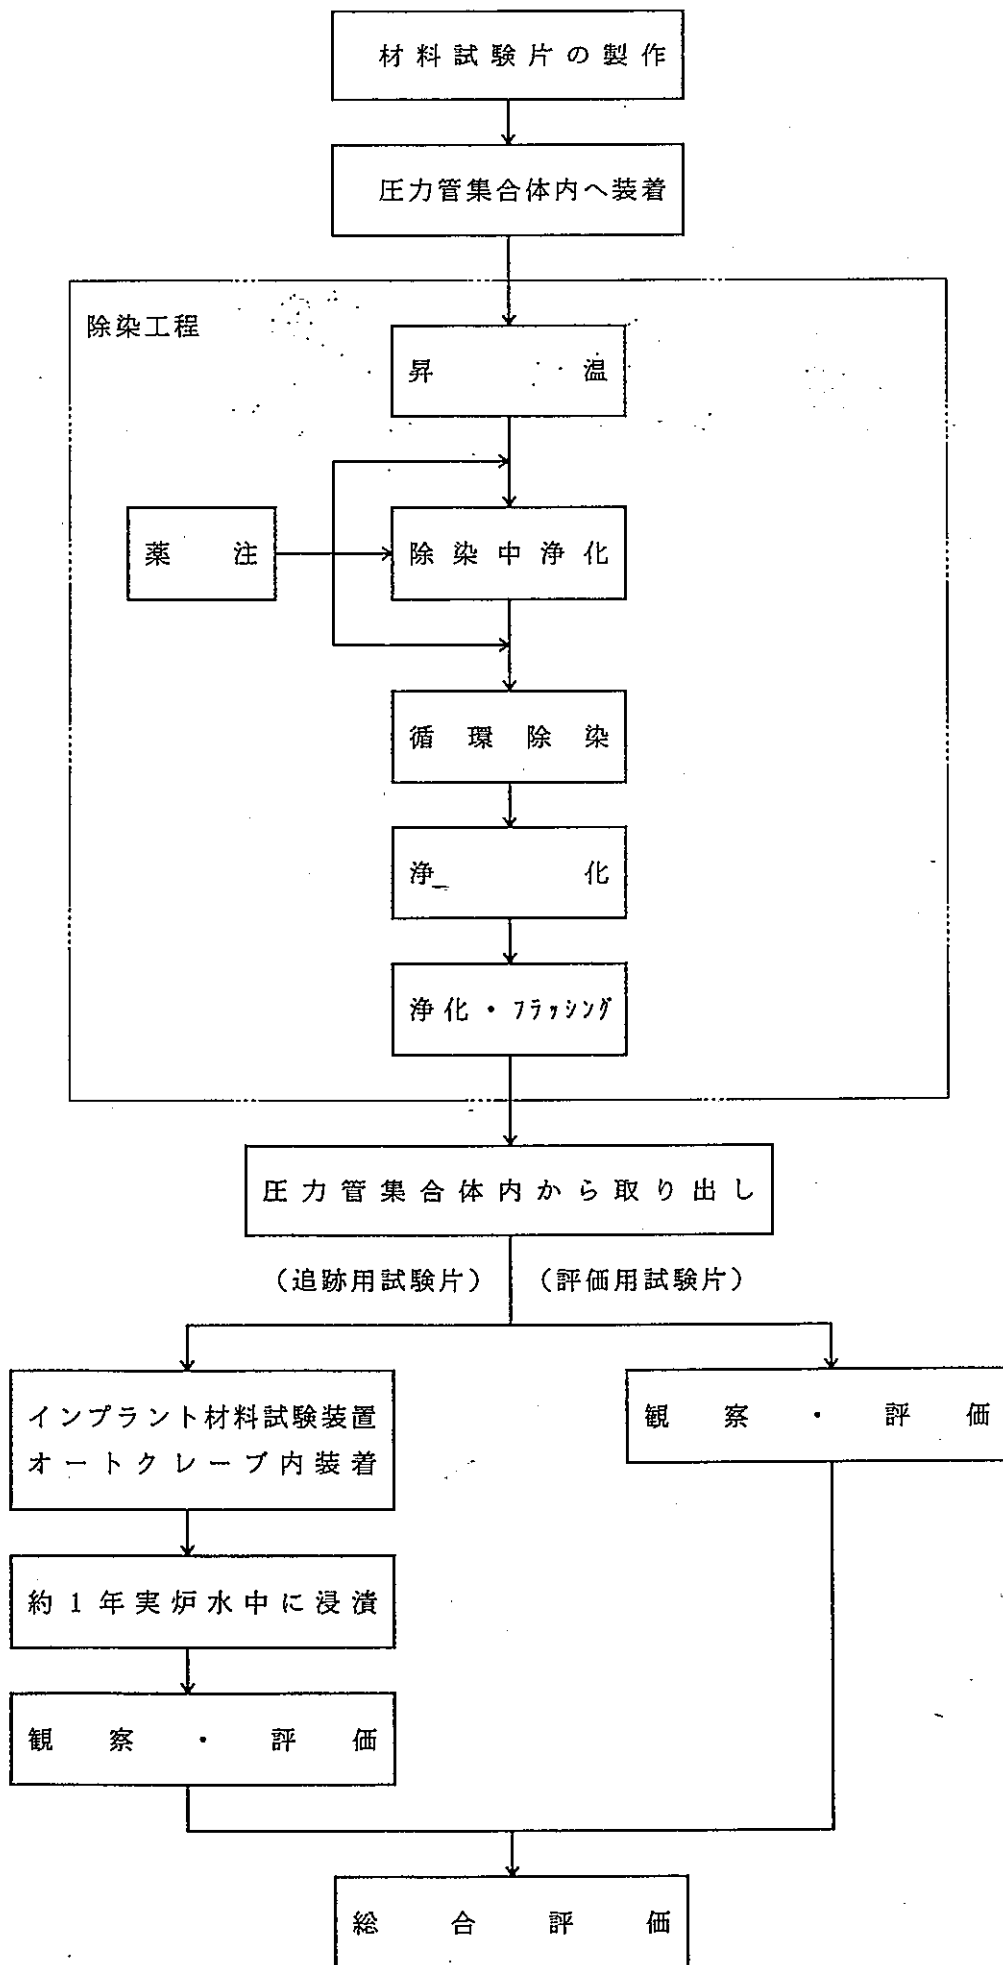 材料試験片の製作
圧力管集合体内へ装着
除染工程
昇温
薬注
除染中浄化
循環除染
浄化
浄化・フラッシング
圧力管集合体内から取り出し
(追跡用試験片)
(評価用試験片)
インプラント材料試験装置
オートクレーブ内装着
観察・評価
約1年実炉水中に浸漬
観察・評価
総合評価